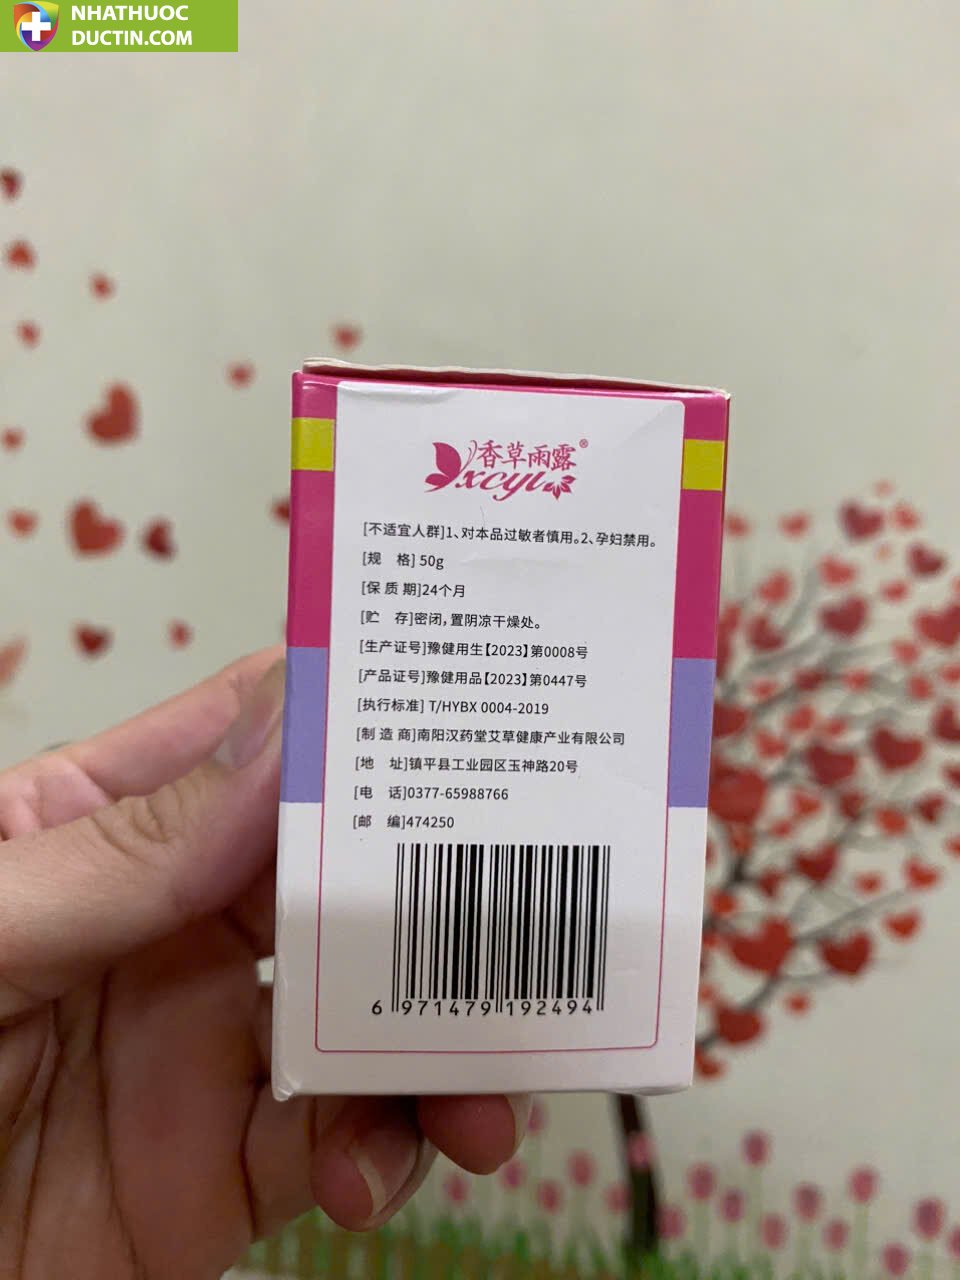 NHATHUOC
DUCTIN.COM
香草雨露®
xcyl
[不适宜人群]1、对本品过敏者慎用。2、孕妇禁用。
[规 格] 50g
[保 质 期]24个月
[贮 存]密闭，置阴凉干燥处。
[生产证号]豫健用生【2023】第0008号
[产品证号]豫健用品【2023】第0447号
[执行标准] T/HYBX 0004-2019
[制 造 商]南阳汉药堂艾草健康产业有限公司
[地 址]镇平县工业园区玉神路20号
[电 话]0377-65988766
[邮 编]474250
6 971479 192494